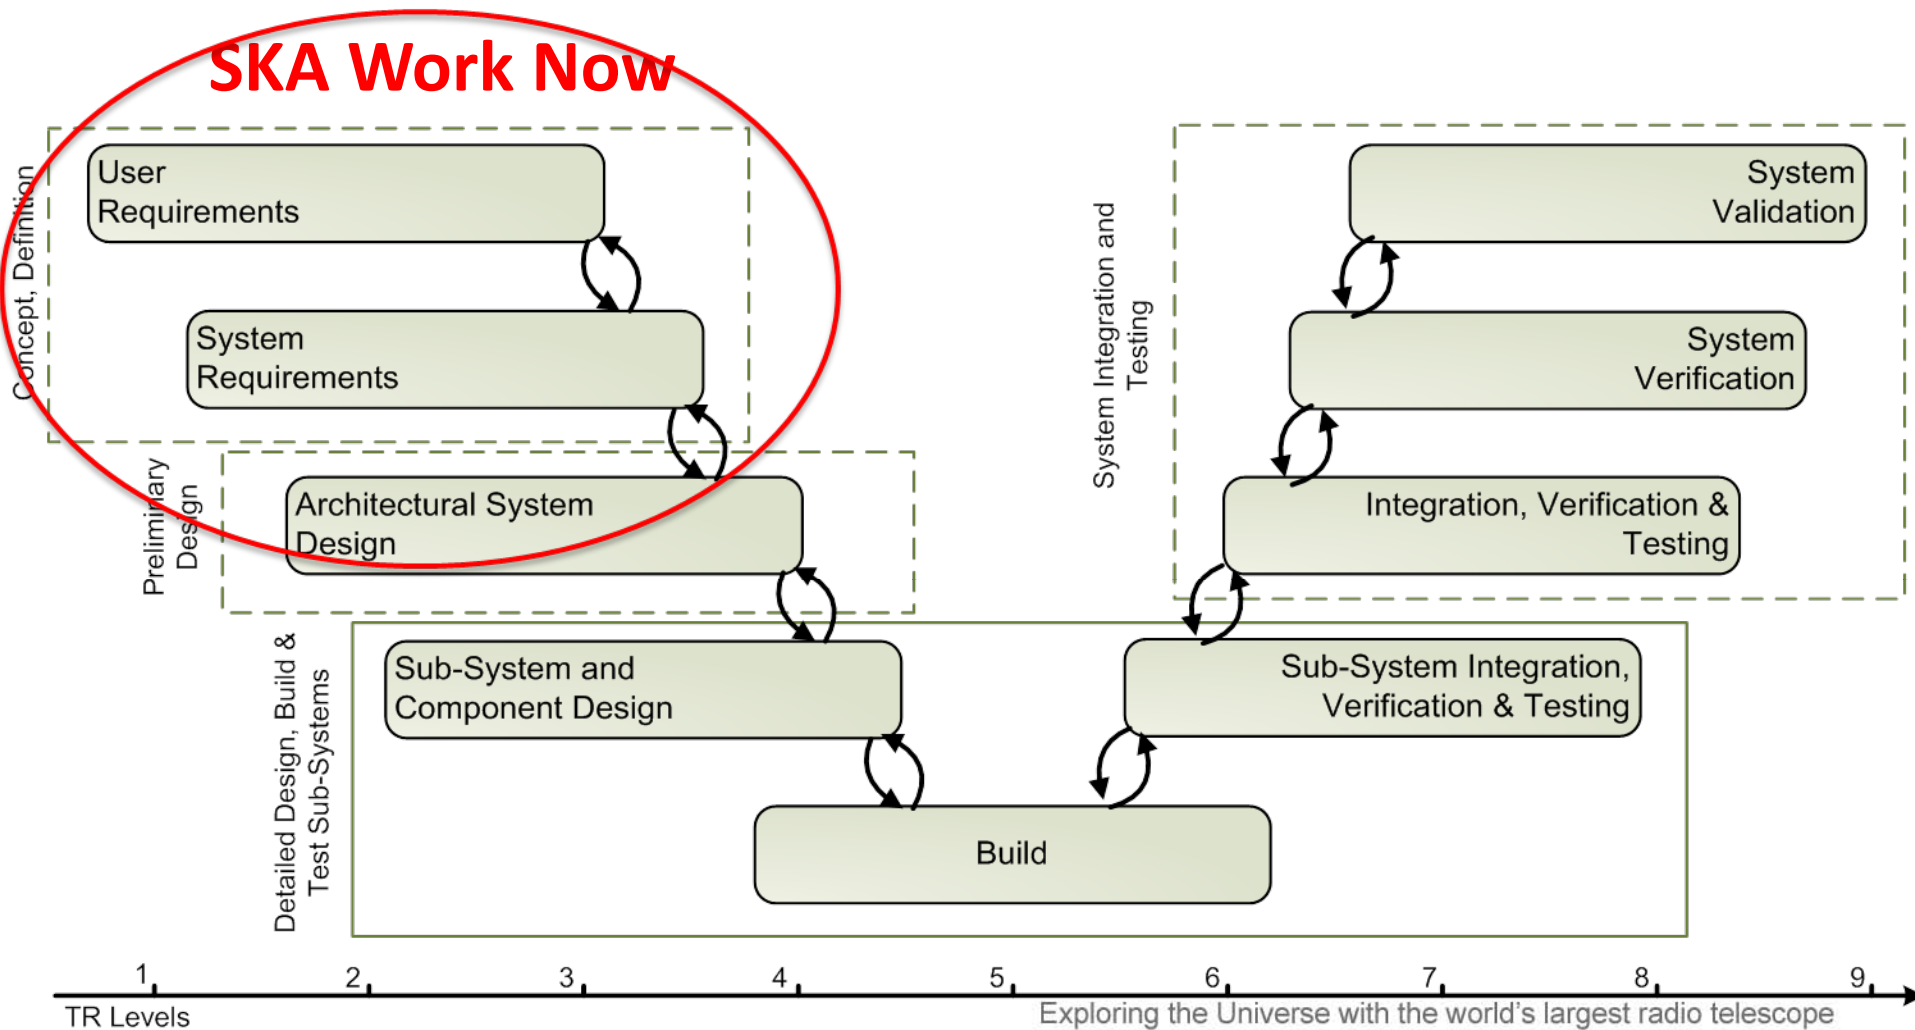 SKA Work Now
Concept, Definition
User
Requirements
System
Requirements
Preliminary
Design
Architectural System
Design
Detailed Design, Build &
Test Sub-Systems
Sub-System and
Component Design
Build
System Integration and
Testing
System
Validation
System
Verification
Integration, Verification &
Testing
Sub-System Integration,
Verification & Testing
1 2 3 4 5 6 7 8 9
TR Levels
Exploring the Universe with the world's largest radio telescope